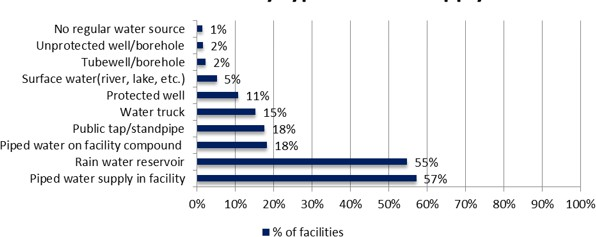 No regular water source 1%
Unprotected well/borehole 2%
Tubewell/borehole 2%
Surface water(river, lake, etc.) 5%
Protected well 11%
Water truck 15%
Public tap/standpipe 18%
Piped water on facility compound 18%
Rain water reservoir 55%
Piped water supply in facility 57%
0% 10% 20% 30% 40% 50% 60% 70% 80% 90% 100%
% of facilities